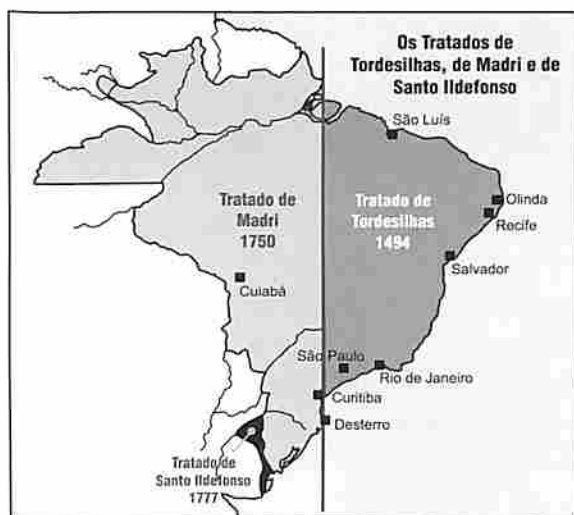 Os Tratados de
Tordesilhas, de Madri e de
Santo Ildefonso
São Luís
Olinda
Recife
Tratado de
Madri
1750
Tratado de
Tordesilhas
1494
Salvador
Cuiabá
São Paulo
Rio de Janeiro
Curitiba
Desterro
Tratado de
Santo Ildefonso
1777